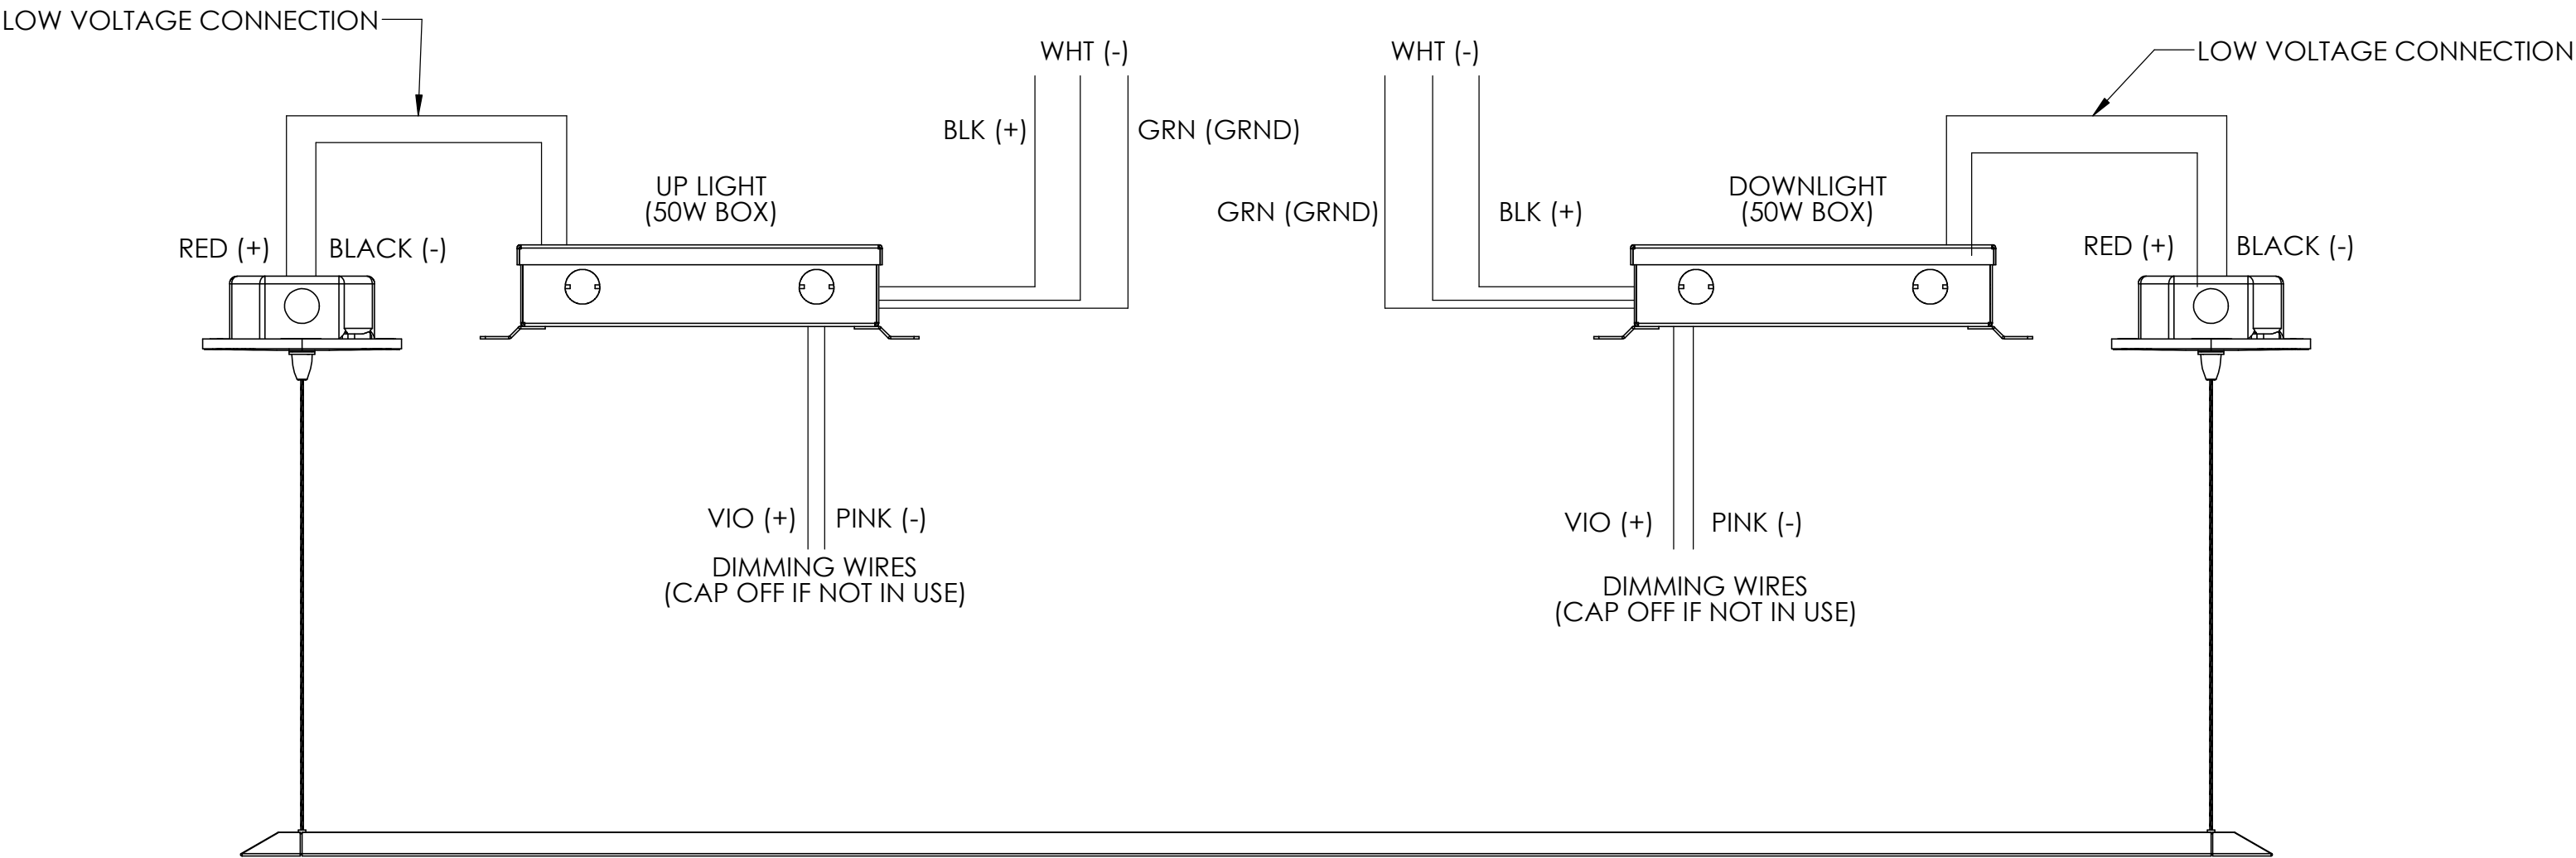 LOW VOLTAGE CONNECTION
WHT (-)
WHT (-)
LOW VOLTAGE CONNECTION
BLK (+)
GRN (GRND)
UP LIGHT
(50W BOX)
DOWNLIGHT
(50W BOX)
GRN (GRND)
BLK (+)
RED (+)
BLACK (-)
RED (+)
BLACK (-)
VIO (+)
PINK (-)
DIMMING WIRES
(CAP OFF IF NOT IN USE)
VIO (+)
PINK (-)
DIMMING WIRES
(CAP OFF IF NOT IN USE)